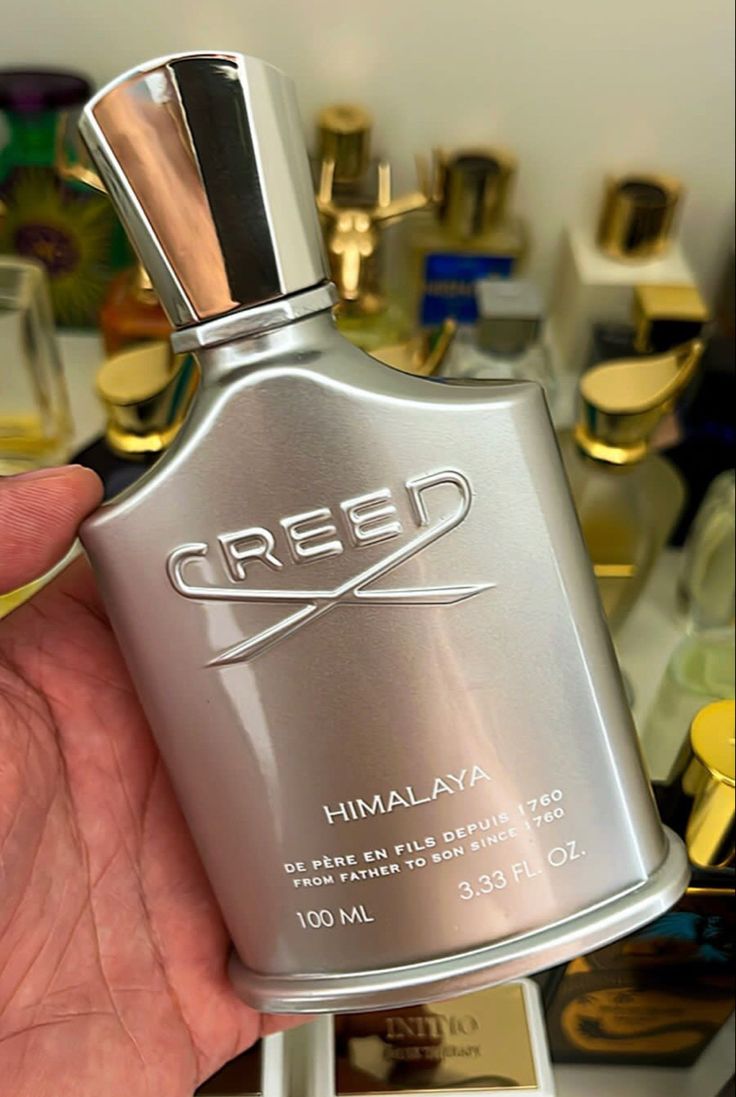 CREED
HIMALAYA
DE PÈRE EN FILS DEPUIS 1760
FROM FATHER TO SON SINCE 1760
100 ML
3.33 FL. OZ.
INITIO